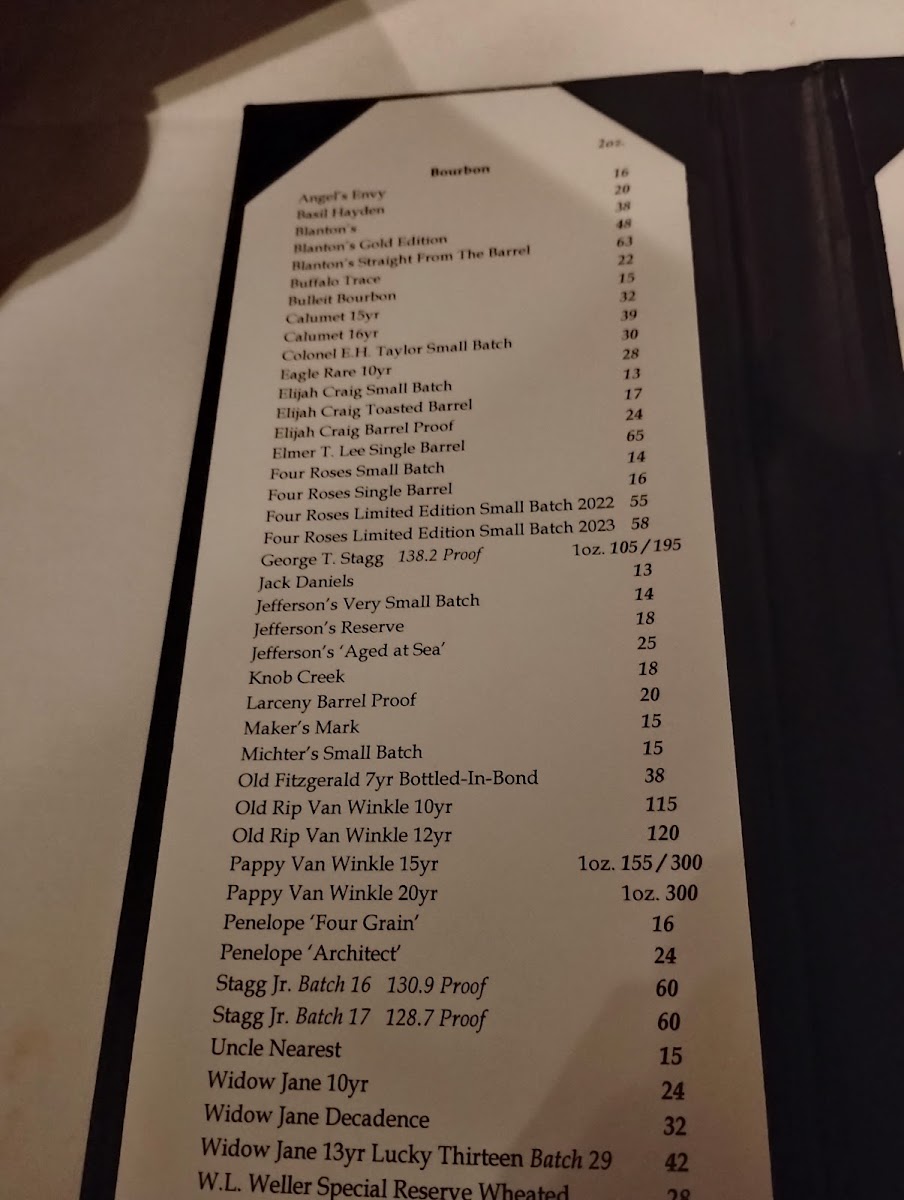 2oz.
Bourbon
Angel's Envy 16
Basil Hayden 20
Blanton's 38
Blanton's Gold Edition 48
Blanton's Straight From The Barrel 63
Buffalo Trace 22
Bulleit Bourbon 15
Calumet 15yr 32
Calumet 16yr 39
Colonel E.H. Taylor Small Batch 30
Eagle Rare 10yr 28
Elijah Craig Small Batch 13
Elijah Craig Toasted Barrel 17
Elijah Craig Barrel Proof 24
Elmer T. Lee Single Barrel 65
Four Roses Small Batch 14
Four Roses Single Barrel 16
Four Roses Limited Edition Small Batch 2022 55
Four Roses Limited Edition Small Batch 2023 58
George T. Stagg 138.2 Proof 1oz. 105 / 195
Jack Daniels 13
Jefferson's Very Small Batch 14
Jefferson's Reserve 18
Jefferson's ‘Aged at Sea’ 25
Knob Creek 18
Larceny Barrel Proof 20
Maker's Mark 15
Michter's Small Batch 15
Old Fitzgerald 7yr Bottled-In-Bond 38
Old Rip Van Winkle 10yr 115
Old Rip Van Winkle 12yr 120
Pappy Van Winkle 15yr 1oz. 155 / 300
Pappy Van Winkle 20yr 1oz. 300
Penelope ‘Four Grain’ 16
Penelope ‘Architect’ 24
Stagg Jr. Batch 16 130.9 Proof 60
Stagg Jr. Batch 17 128.7 Proof 60
Uncle Nearest 15
Widow Jane 10yr 24
Widow Jane Decadence 32
Widow Jane 13yr Lucky Thirteen Batch 29 42
W.L. Weller Special Reserve Wheated 28